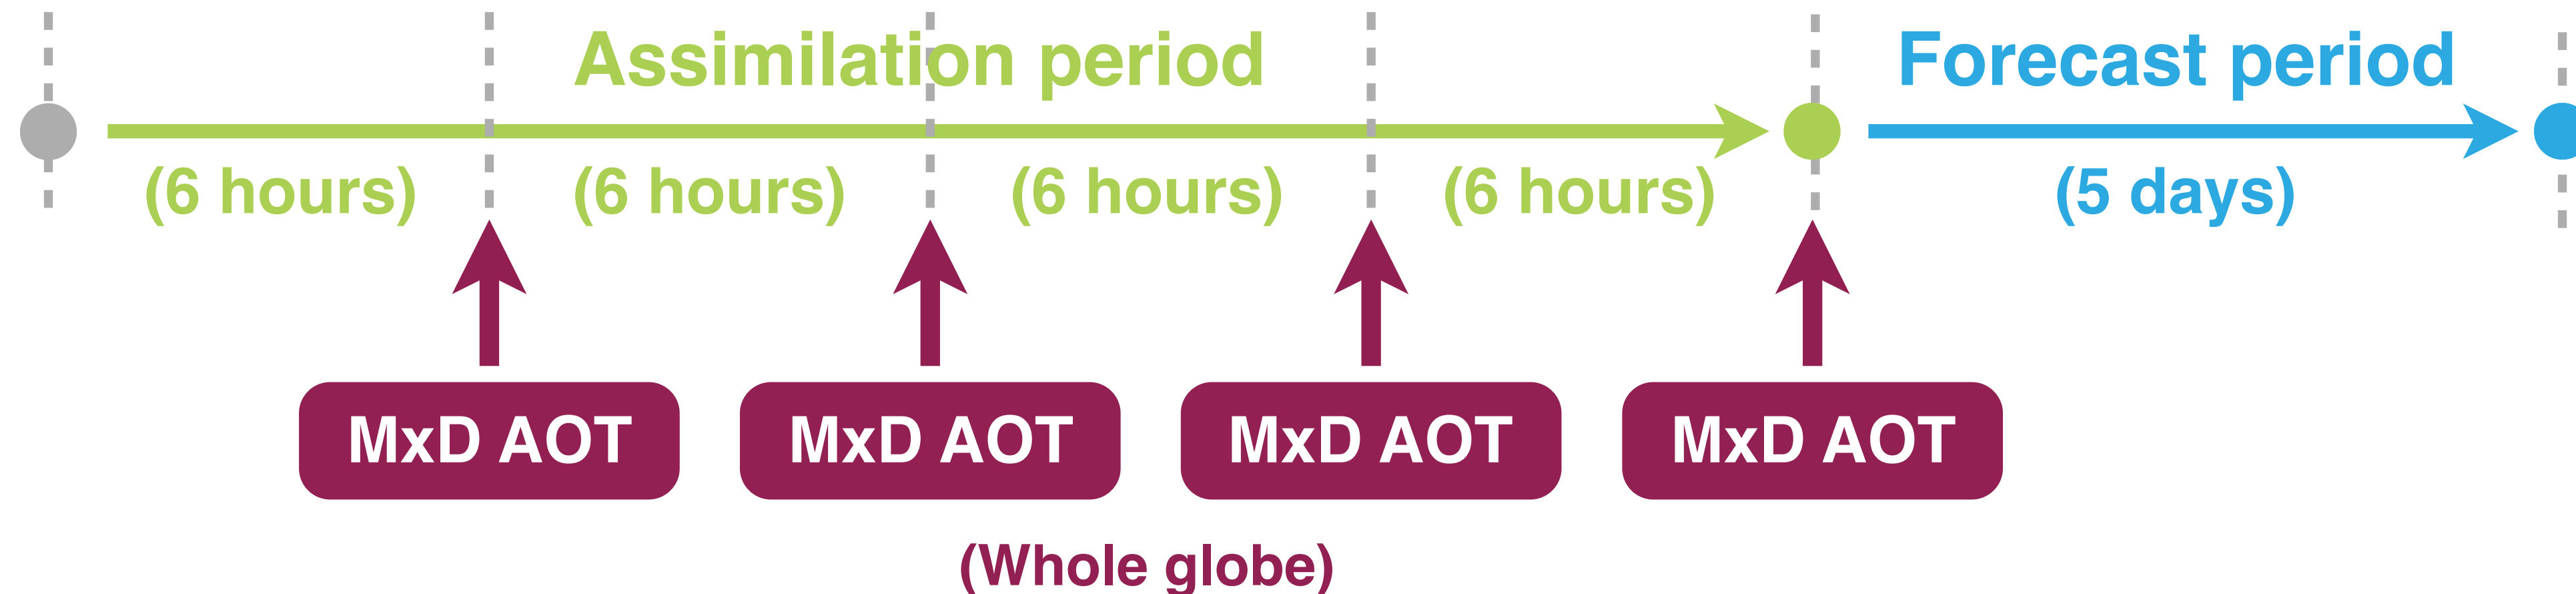 Assimilation period Forecast period
(6 hours) (6 hours) (6 hours) (6 hours) (5 days)
MxD AOT MxD AOT MxD AOT MxD AOT
(Whole globe)